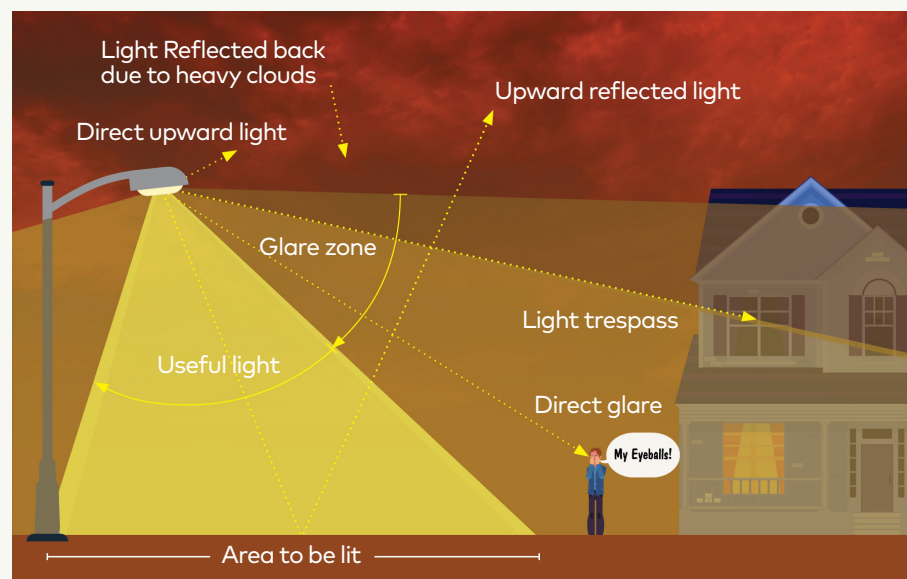 Light Reflected back
due to heavy clouds
Upward reflected light
Direct upward light
Glare zone
Light trespass
Useful light
Direct glare
My Eyeballs!
Area to be lit